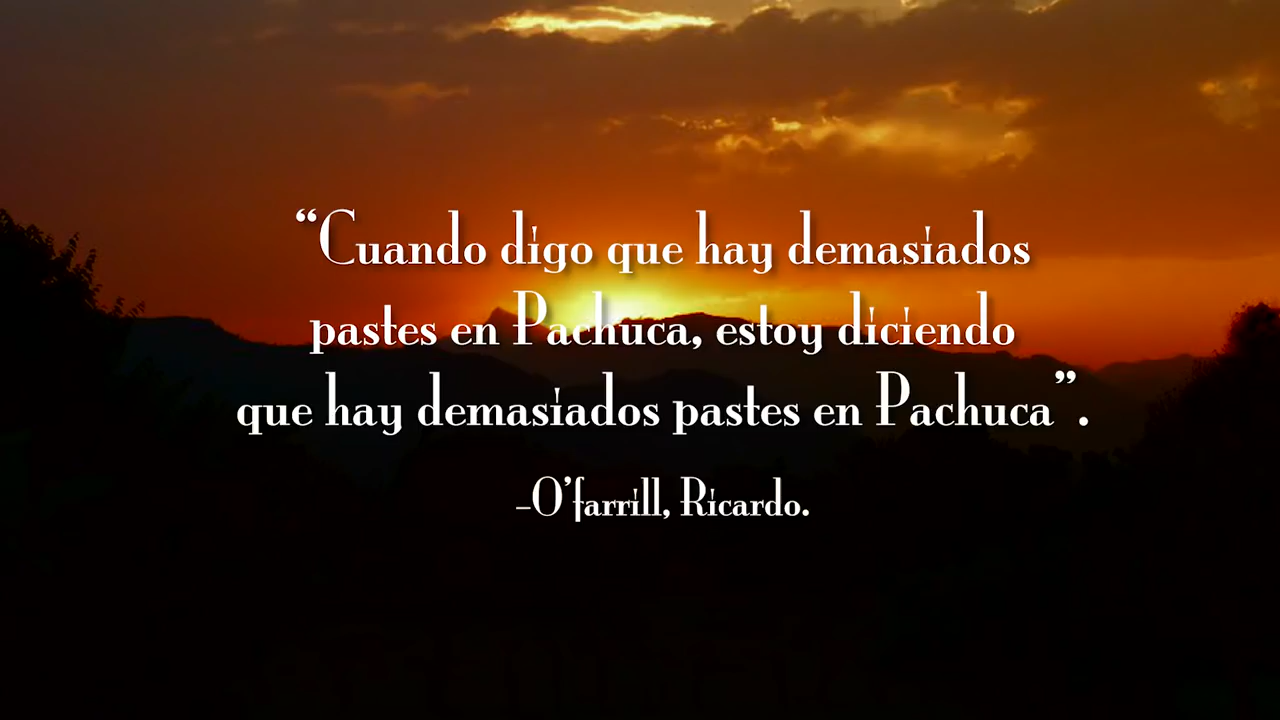 “Cuando digo que hay demasiados
pastes en Pachuca, estoy diciendo
que hay demasiados pastes en Pachuca”.
-O’farrill, Ricardo.